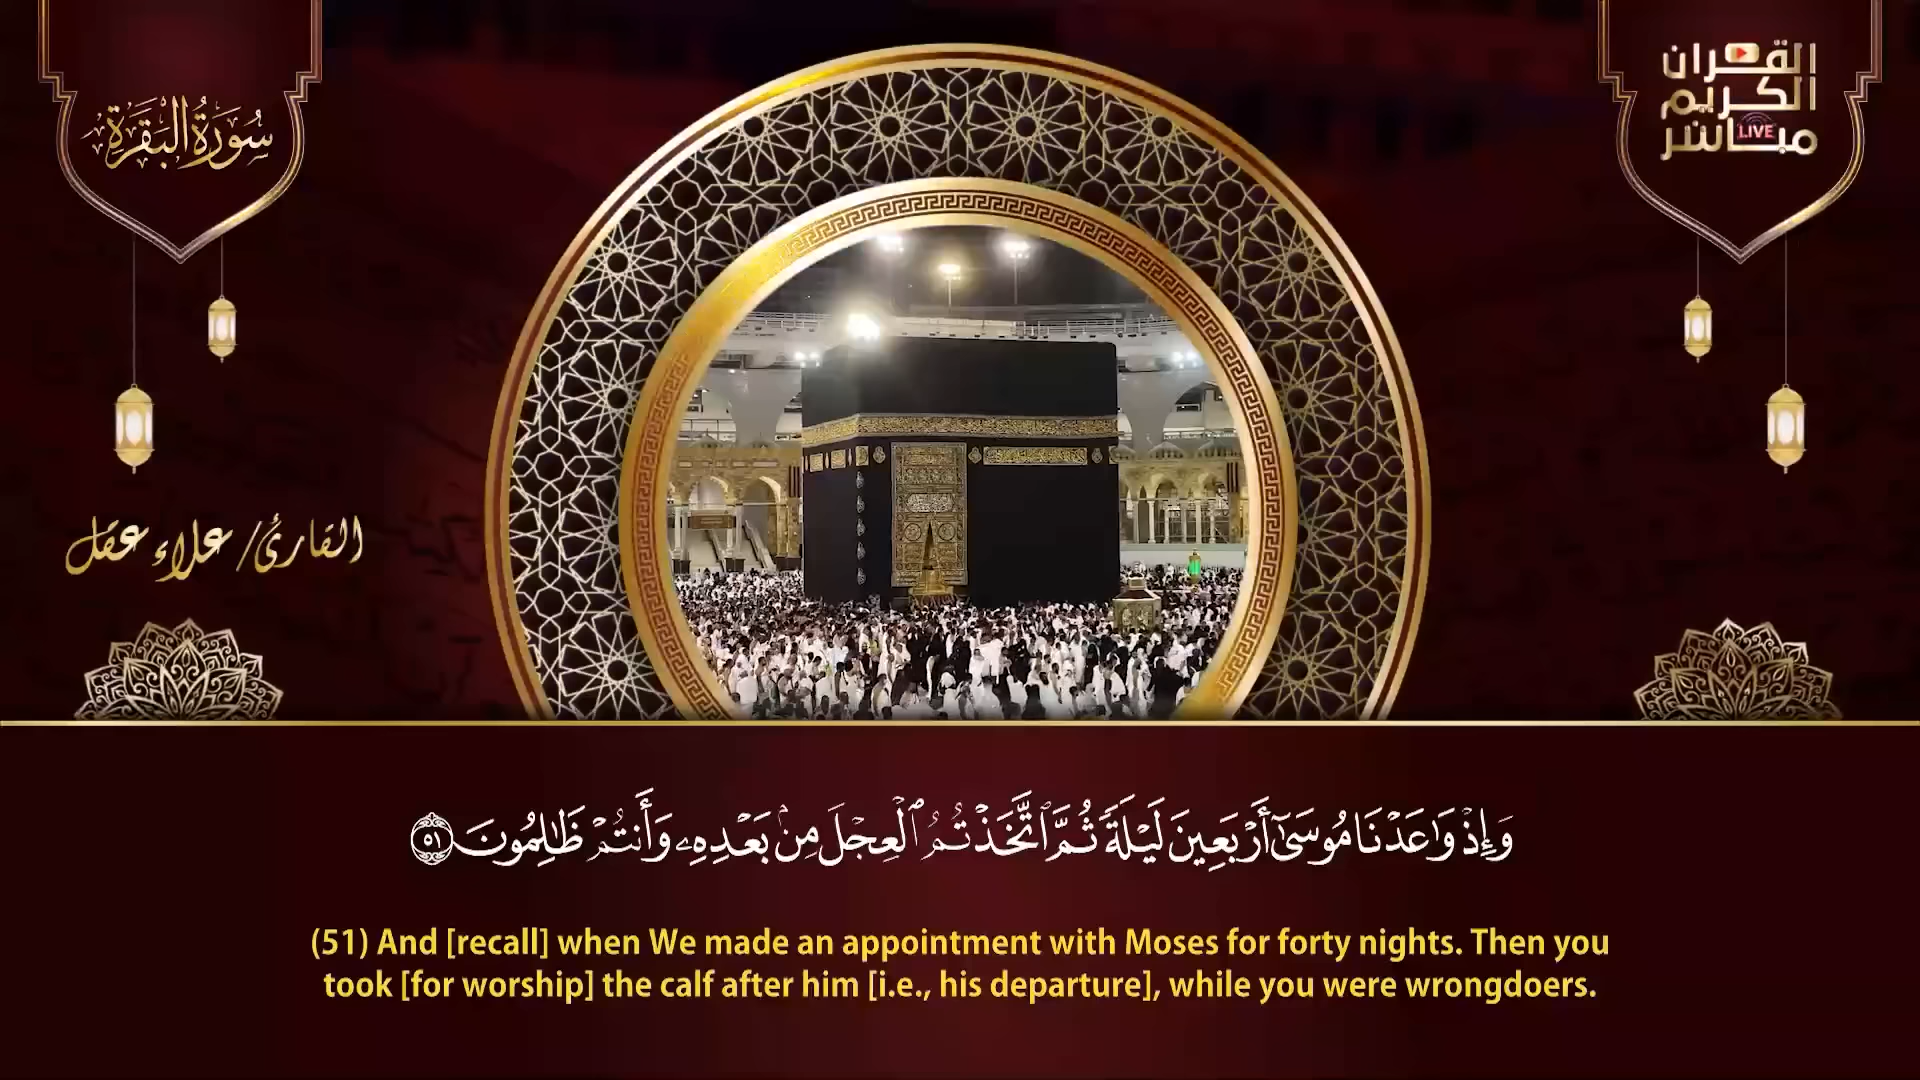 سُورَةُ البَقَرَةِ
القرآن
الكريم
مباشر
LIVE
القارئ/ علاء عقل
وَإِذْ وَٰعَدْنَا مُوسَىٰٓ أَرْبَعِينَ لَيْلَةً ثُمَّ ٱتَّخَذْتُمُ ٱلْعِجْلَ مِنۢ بَعْدِهِۦ وَأَنتُمْ ظَٰلِمُونَ ٥١
(51) And [recall] when We made an appointment with Moses for forty nights. Then you
took [for worship] the calf after him [i.e., his departure], while you were wrongdoers.